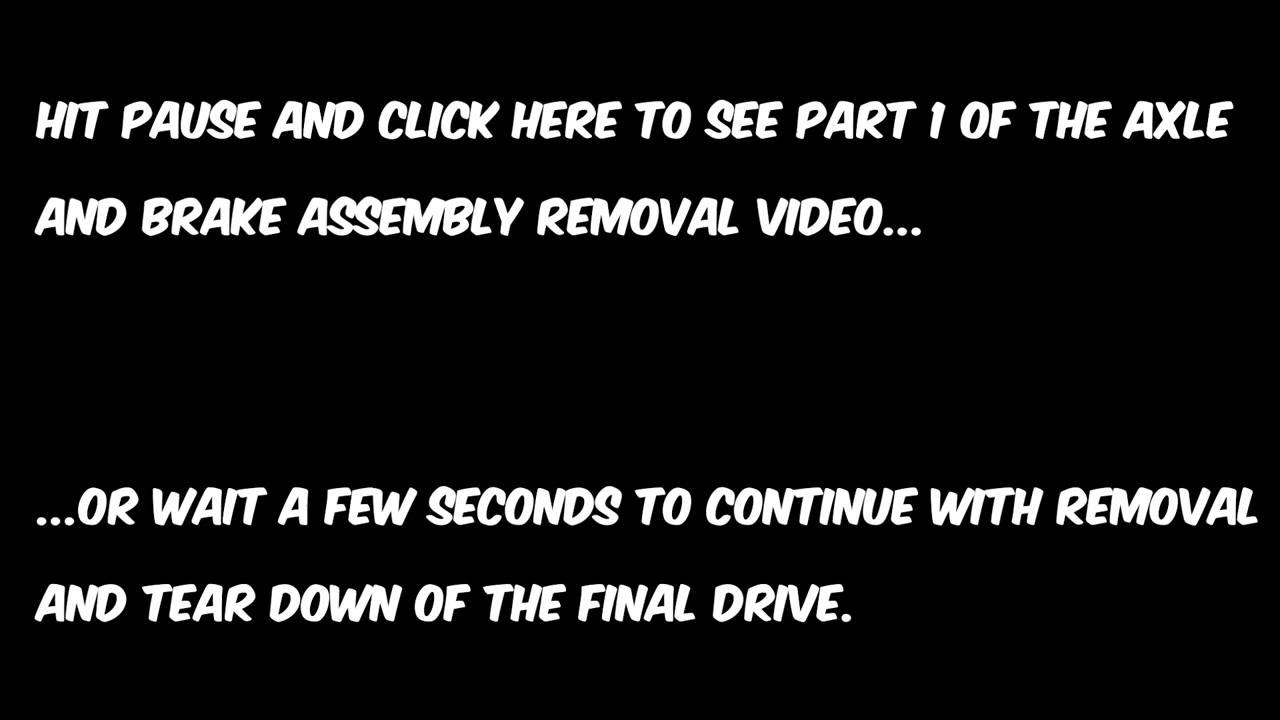 HIT PAUSE AND CLICK HERE TO SEE PART 1 OF THE AXLE
AND BRAKE ASSEMBLY REMOVAL VIDEO...
...OR WAIT A FEW SECONDS TO CONTINUE WITH REMOVAL
AND TEAR DOWN OF THE FINAL DRIVE.